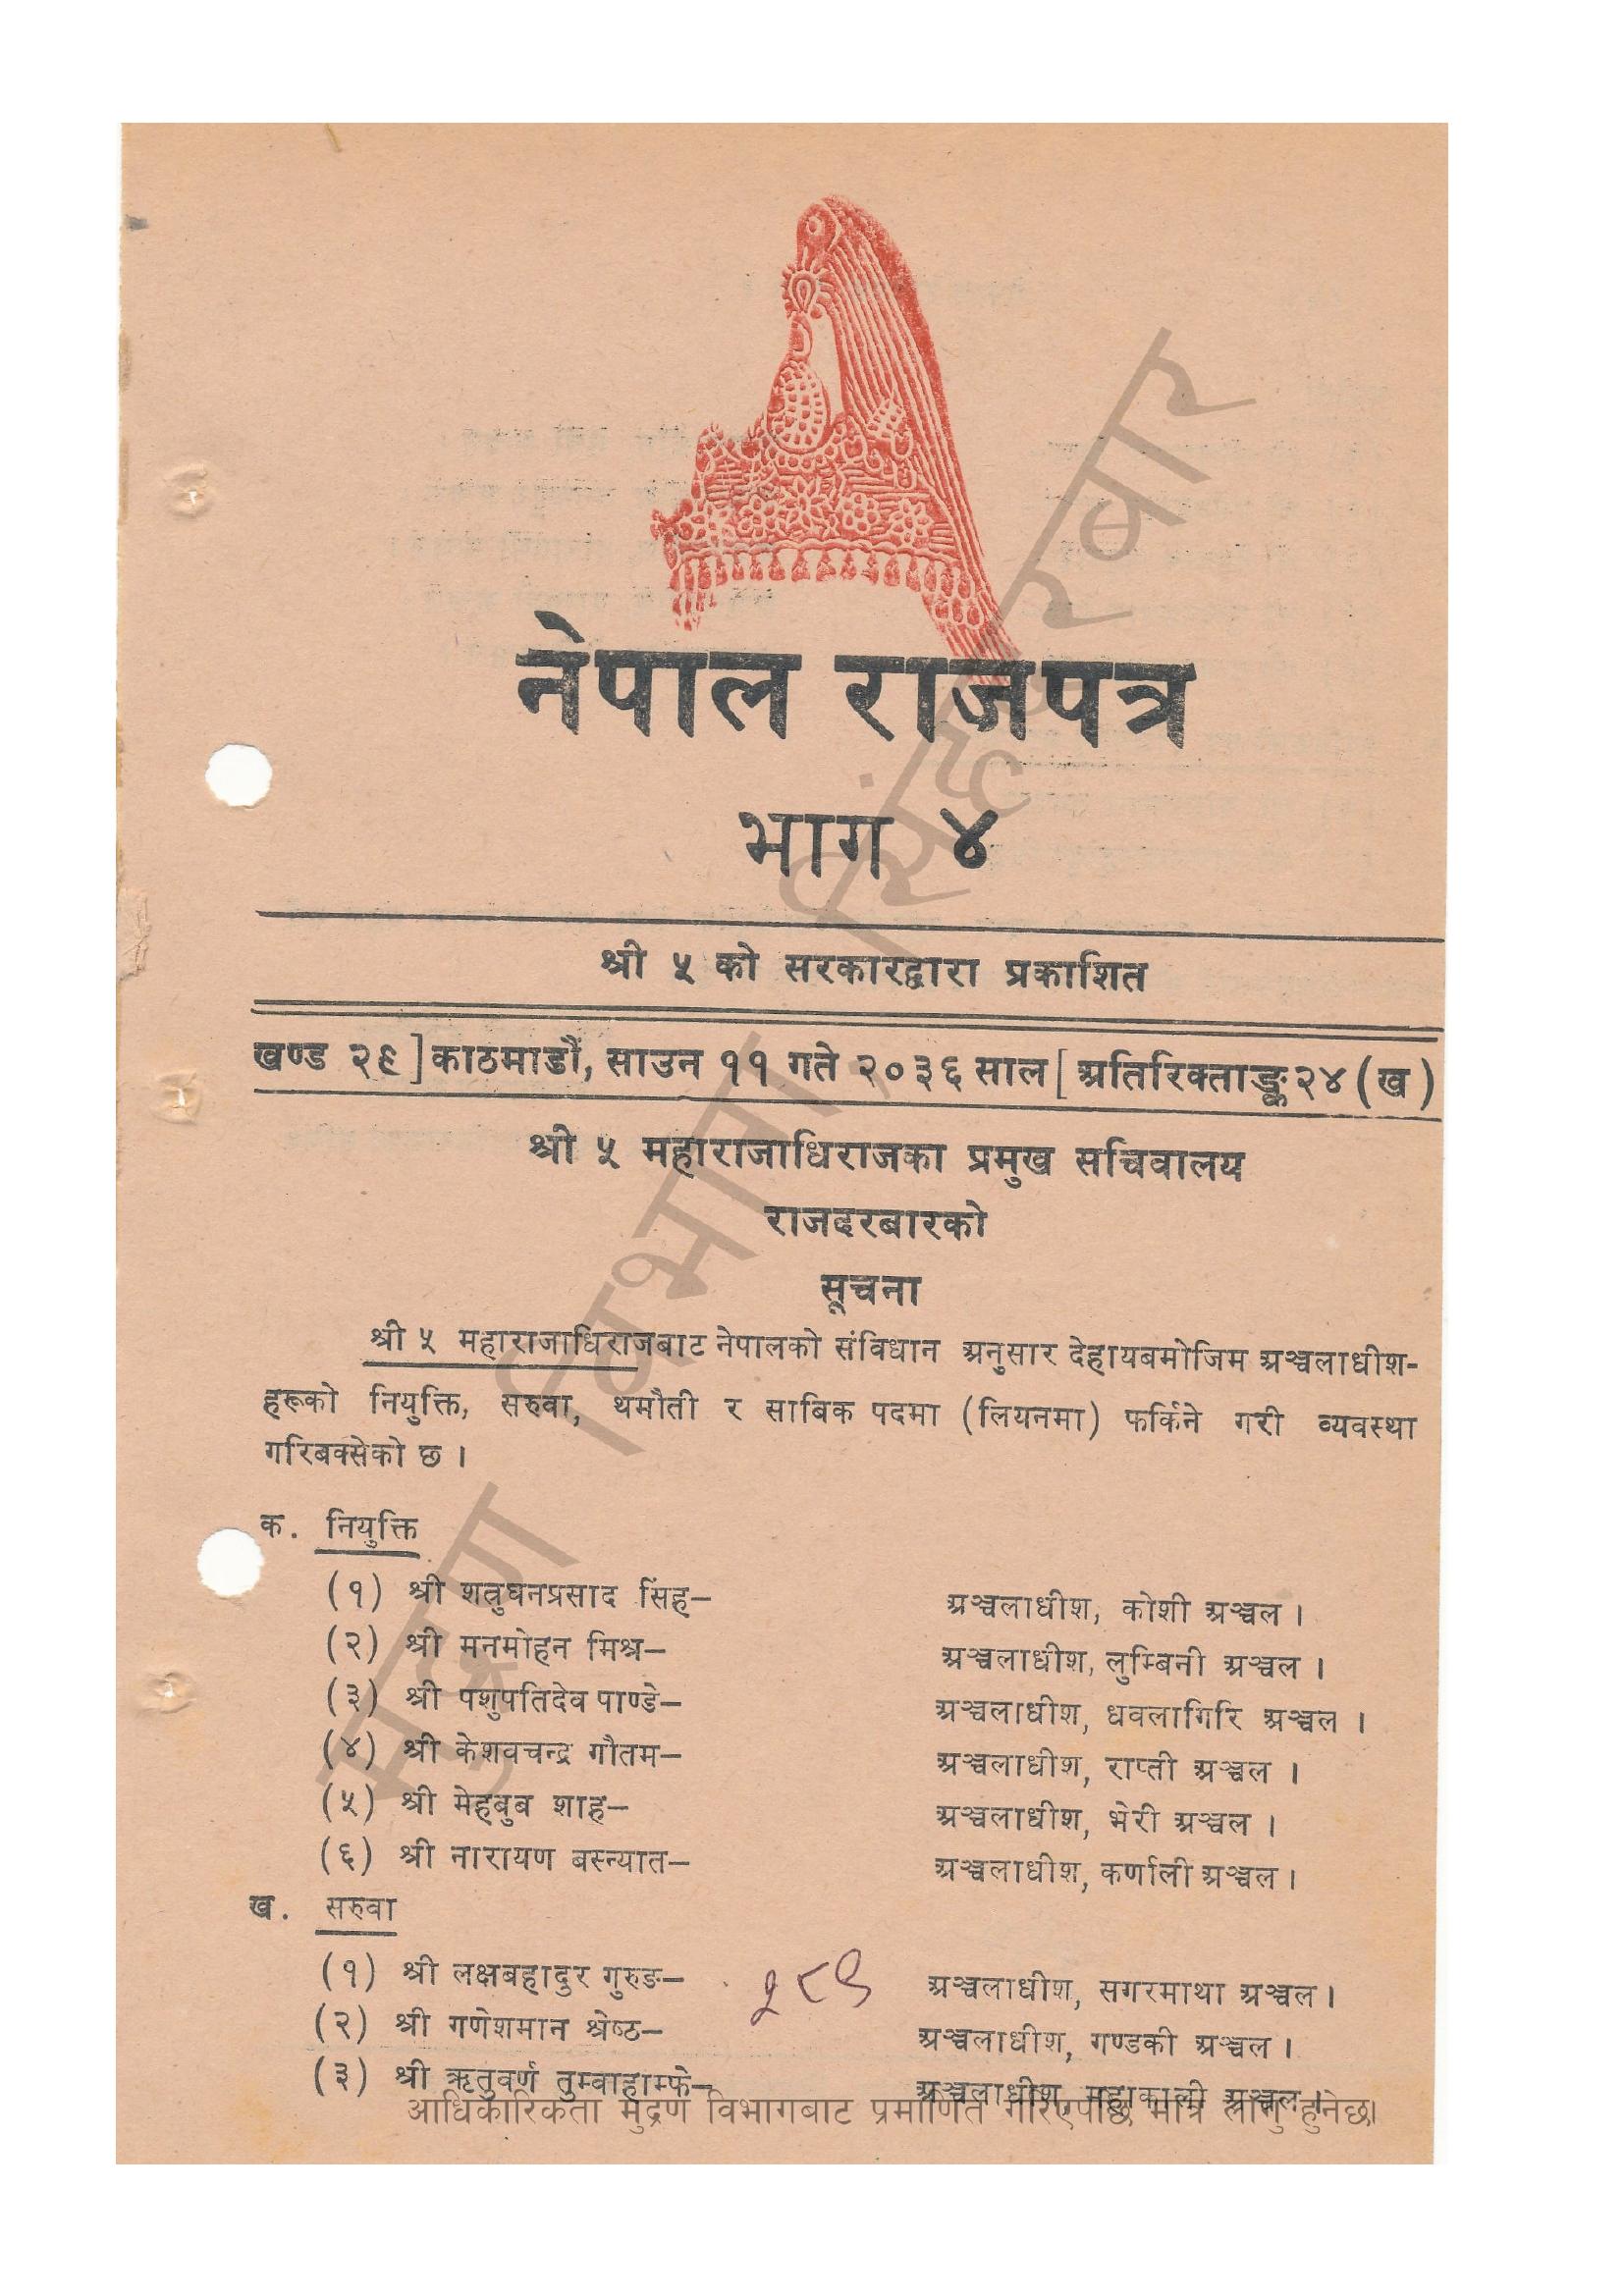 नेपाल राजपत्र
भाग ४
श्री ५ को सरकारद्वारा प्रकाशित
खण्ड २९ ] काठमाडौं, साउन ११ गते २०३६ साल [ अतिरिक्ताङ्क २४ ( ख )
श्री ५ महाराजाधिराजका प्रमुख सचिवालय
राजदरबारको
सूचना
श्री ५ महाराजाधिराजबाट नेपालको संविधान अनुसार देहायबमोजिम अञ्चलाधीश-
हरूको नियुक्ति, सरुवा, थमौती र साबिक पदमा (लियनमा) फर्किने गरी व्यवस्था
गरिबक्सेको छ ।
क. नियुक्ति
(१) श्री शत्रुघनप्रसाद सिंह– अञ्चलाधीश, कोशी अञ्चल ।
(२) श्री मनमोहन मिश्र– अञ्चलाधीश, लुम्बिनी अञ्चल ।
(३) श्री पशुपतिदेव पाण्डे– अञ्चलाधीश, धवलागिरि अञ्चल ।
(४) श्री केशवचन्द्र गौतम– अञ्चलाधीश, राप्ती अञ्चल ।
(५) श्री मेहबुब शाह– अञ्चलाधीश, भेरी अञ्चल ।
(६) श्री नारायण बस्न्यात– अञ्चलाधीश, कर्णाली अञ्चल ।
ख. सरुवा
(१) श्री लक्षबहादुर गुरुङ– अञ्चलाधीश, सगरमाथा अञ्चल ।
५८९
(२) श्री गणेशमान श्रेष्ठ– अञ्चलाधीश, गण्डकी अञ्चल ।
(३) श्री ऋतुवर्ण तुम्वाहाम्फे– अञ्चलाधीश, महाकाली अञ्चल ।
आधिकारिकता मुद्रण विभागबाट प्रमाणित गरिएपछि मात्र लागु हुनेछ।
मुद्रण विभाग, सिंहदरबार